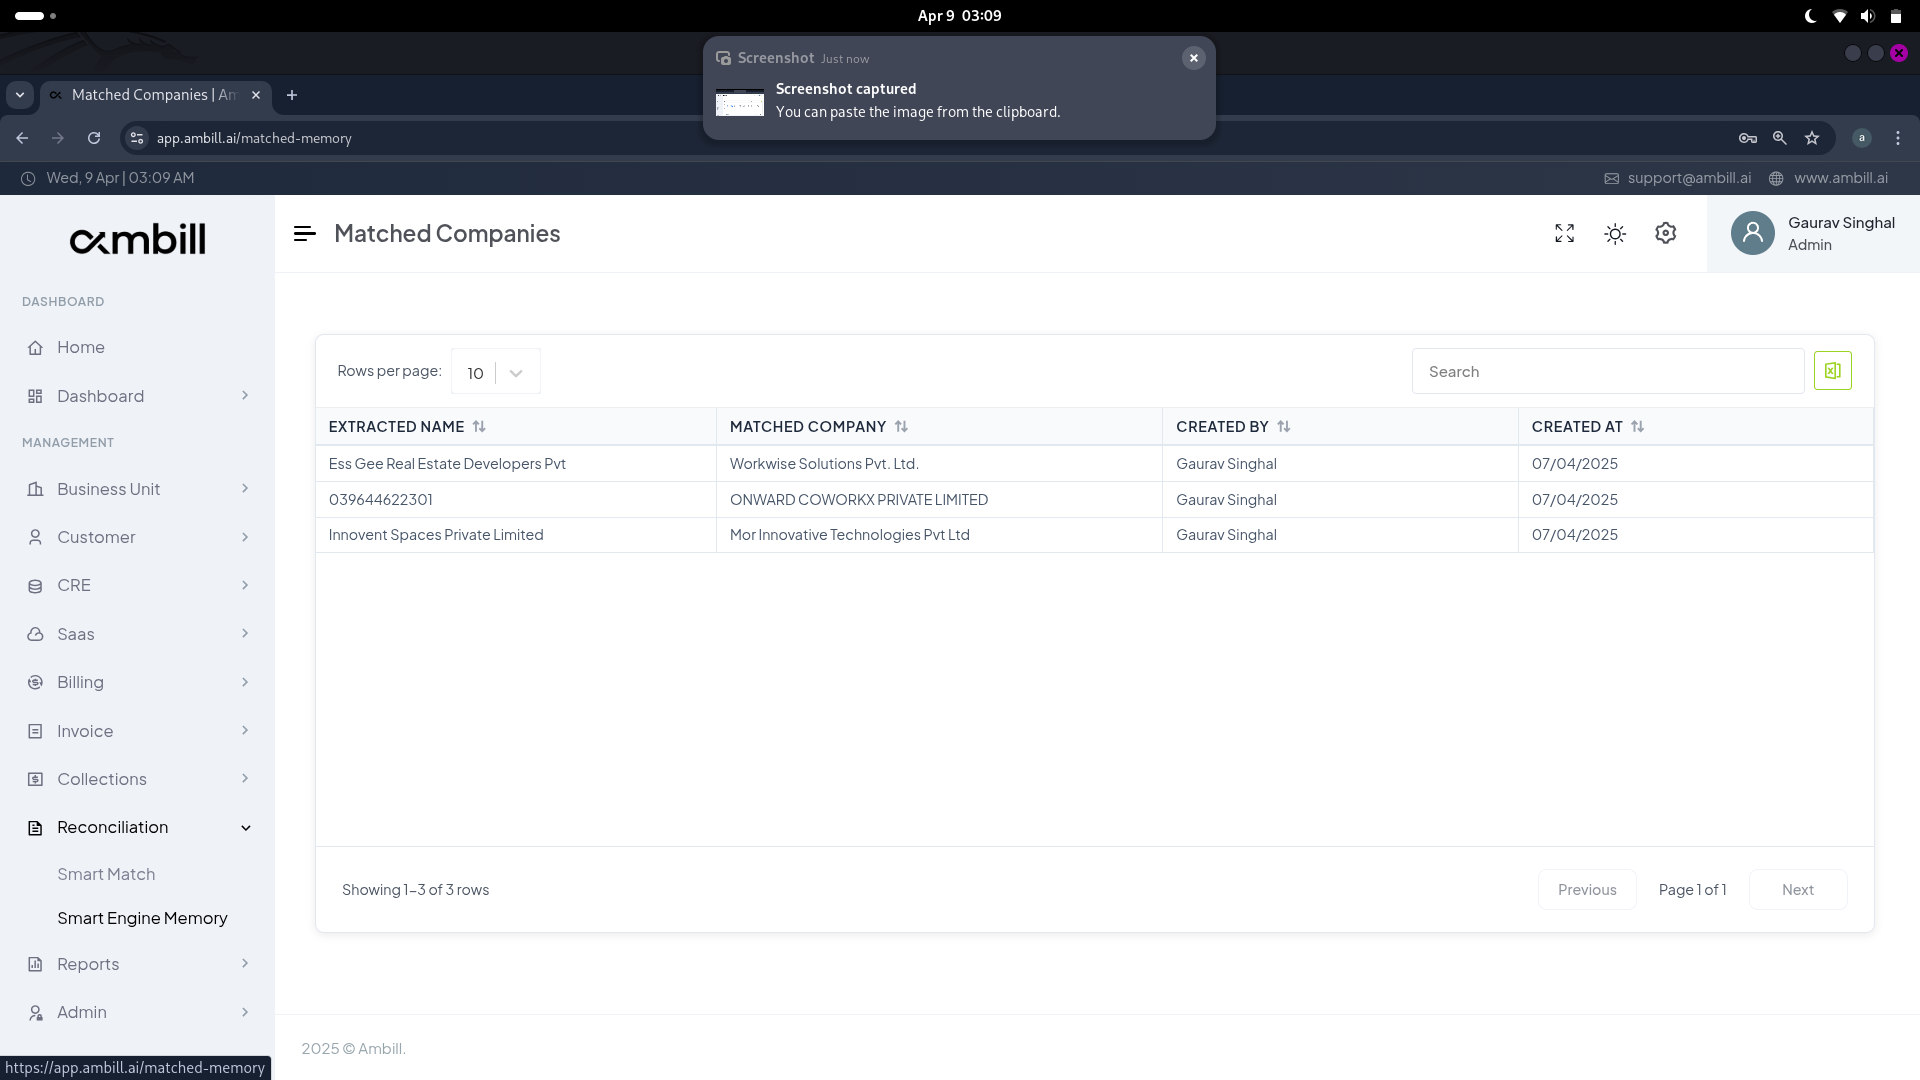 Apr 9 03:09
Screenshot Just now
Screenshot captured
You can paste the image from the clipboard.
Matched Companies | Am
app.ambill.ai/matched-memory
a
Wed, 9 Apr | 03:09 AM
support@ambill.ai
www.ambill.ai
ambill
Matched Companies
Gaurav Singhal
Admin
DASHBOARD
Home
Dashboard
MANAGEMENT
Business Unit
Customer
CRE
Saas
Billing
Invoice
Collections
Reconciliation
Smart Match
Smart Engine Memory
Reports
Admin
Rows per page: 10
Search
EXTRACTED NAME MATCHED COMPANY CREATED BY CREATED AT
Ess Gee Real Estate Developers Pvt Workwise Solutions Pvt. Ltd. Gaurav Singhal 07/04/2025
039644622301 ONWARD COWORKX PRIVATE LIMITED Gaurav Singhal 07/04/2025
Innovent Spaces Private Limited Mor Innovative Technologies Pvt Ltd Gaurav Singhal 07/04/2025
Showing 1–3 of 3 rows
Previous Page 1 of 1 Next
2025 © Ambill.
https://app.ambill.ai/matched-memory